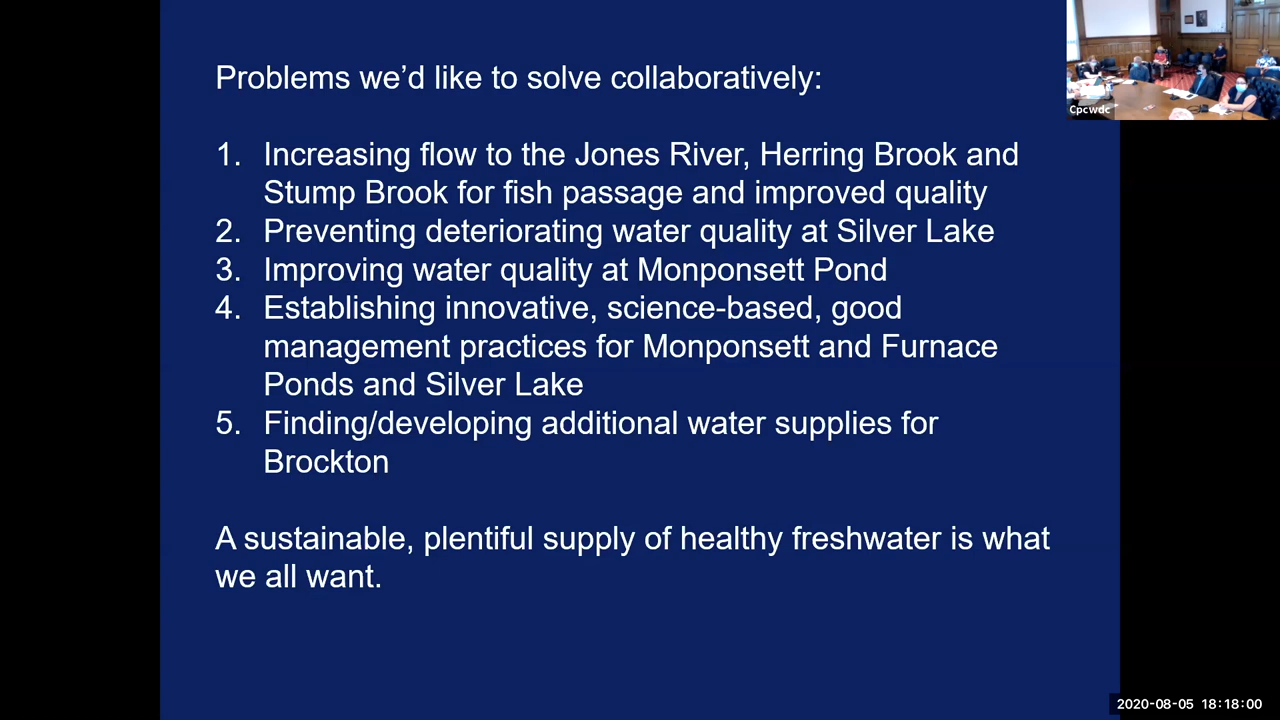 Problems we'd like to solve collaboratively:
1. Increasing flow to the Jones River, Herring Brook and
Stump Brook for fish passage and improved quality
2. Preventing deteriorating water quality at Silver Lake
3. Improving water quality at Monponsett Pond
4. Establishing innovative, science-based, good
management practices for Monponsett and Furnace
Ponds and Silver Lake
5. Finding/developing additional water supplies for
Brockton
A sustainable, plentiful supply of healthy freshwater is what
we all want.
Cpcwdc
2020-08-05 18:18:00